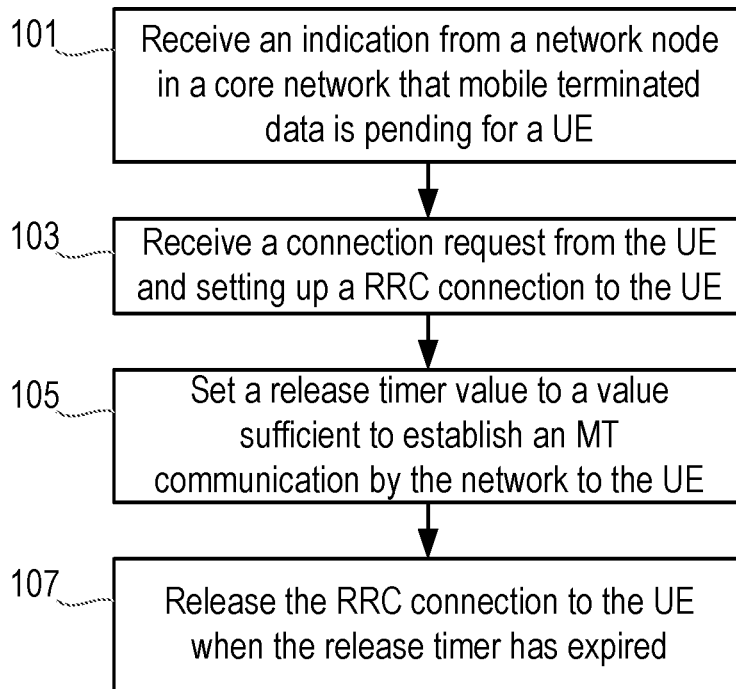 101
Receive an indication from a network node
in a core network that mobile terminated
data is pending for a UE
103
Receive a connection request from the UE
and setting up a RRC connection to the UE
105
Set a release timer value to a value
sufficient to establish an MT
communication by the network to the UE
107
Release the RRC connection to the UE
when the release timer has expired